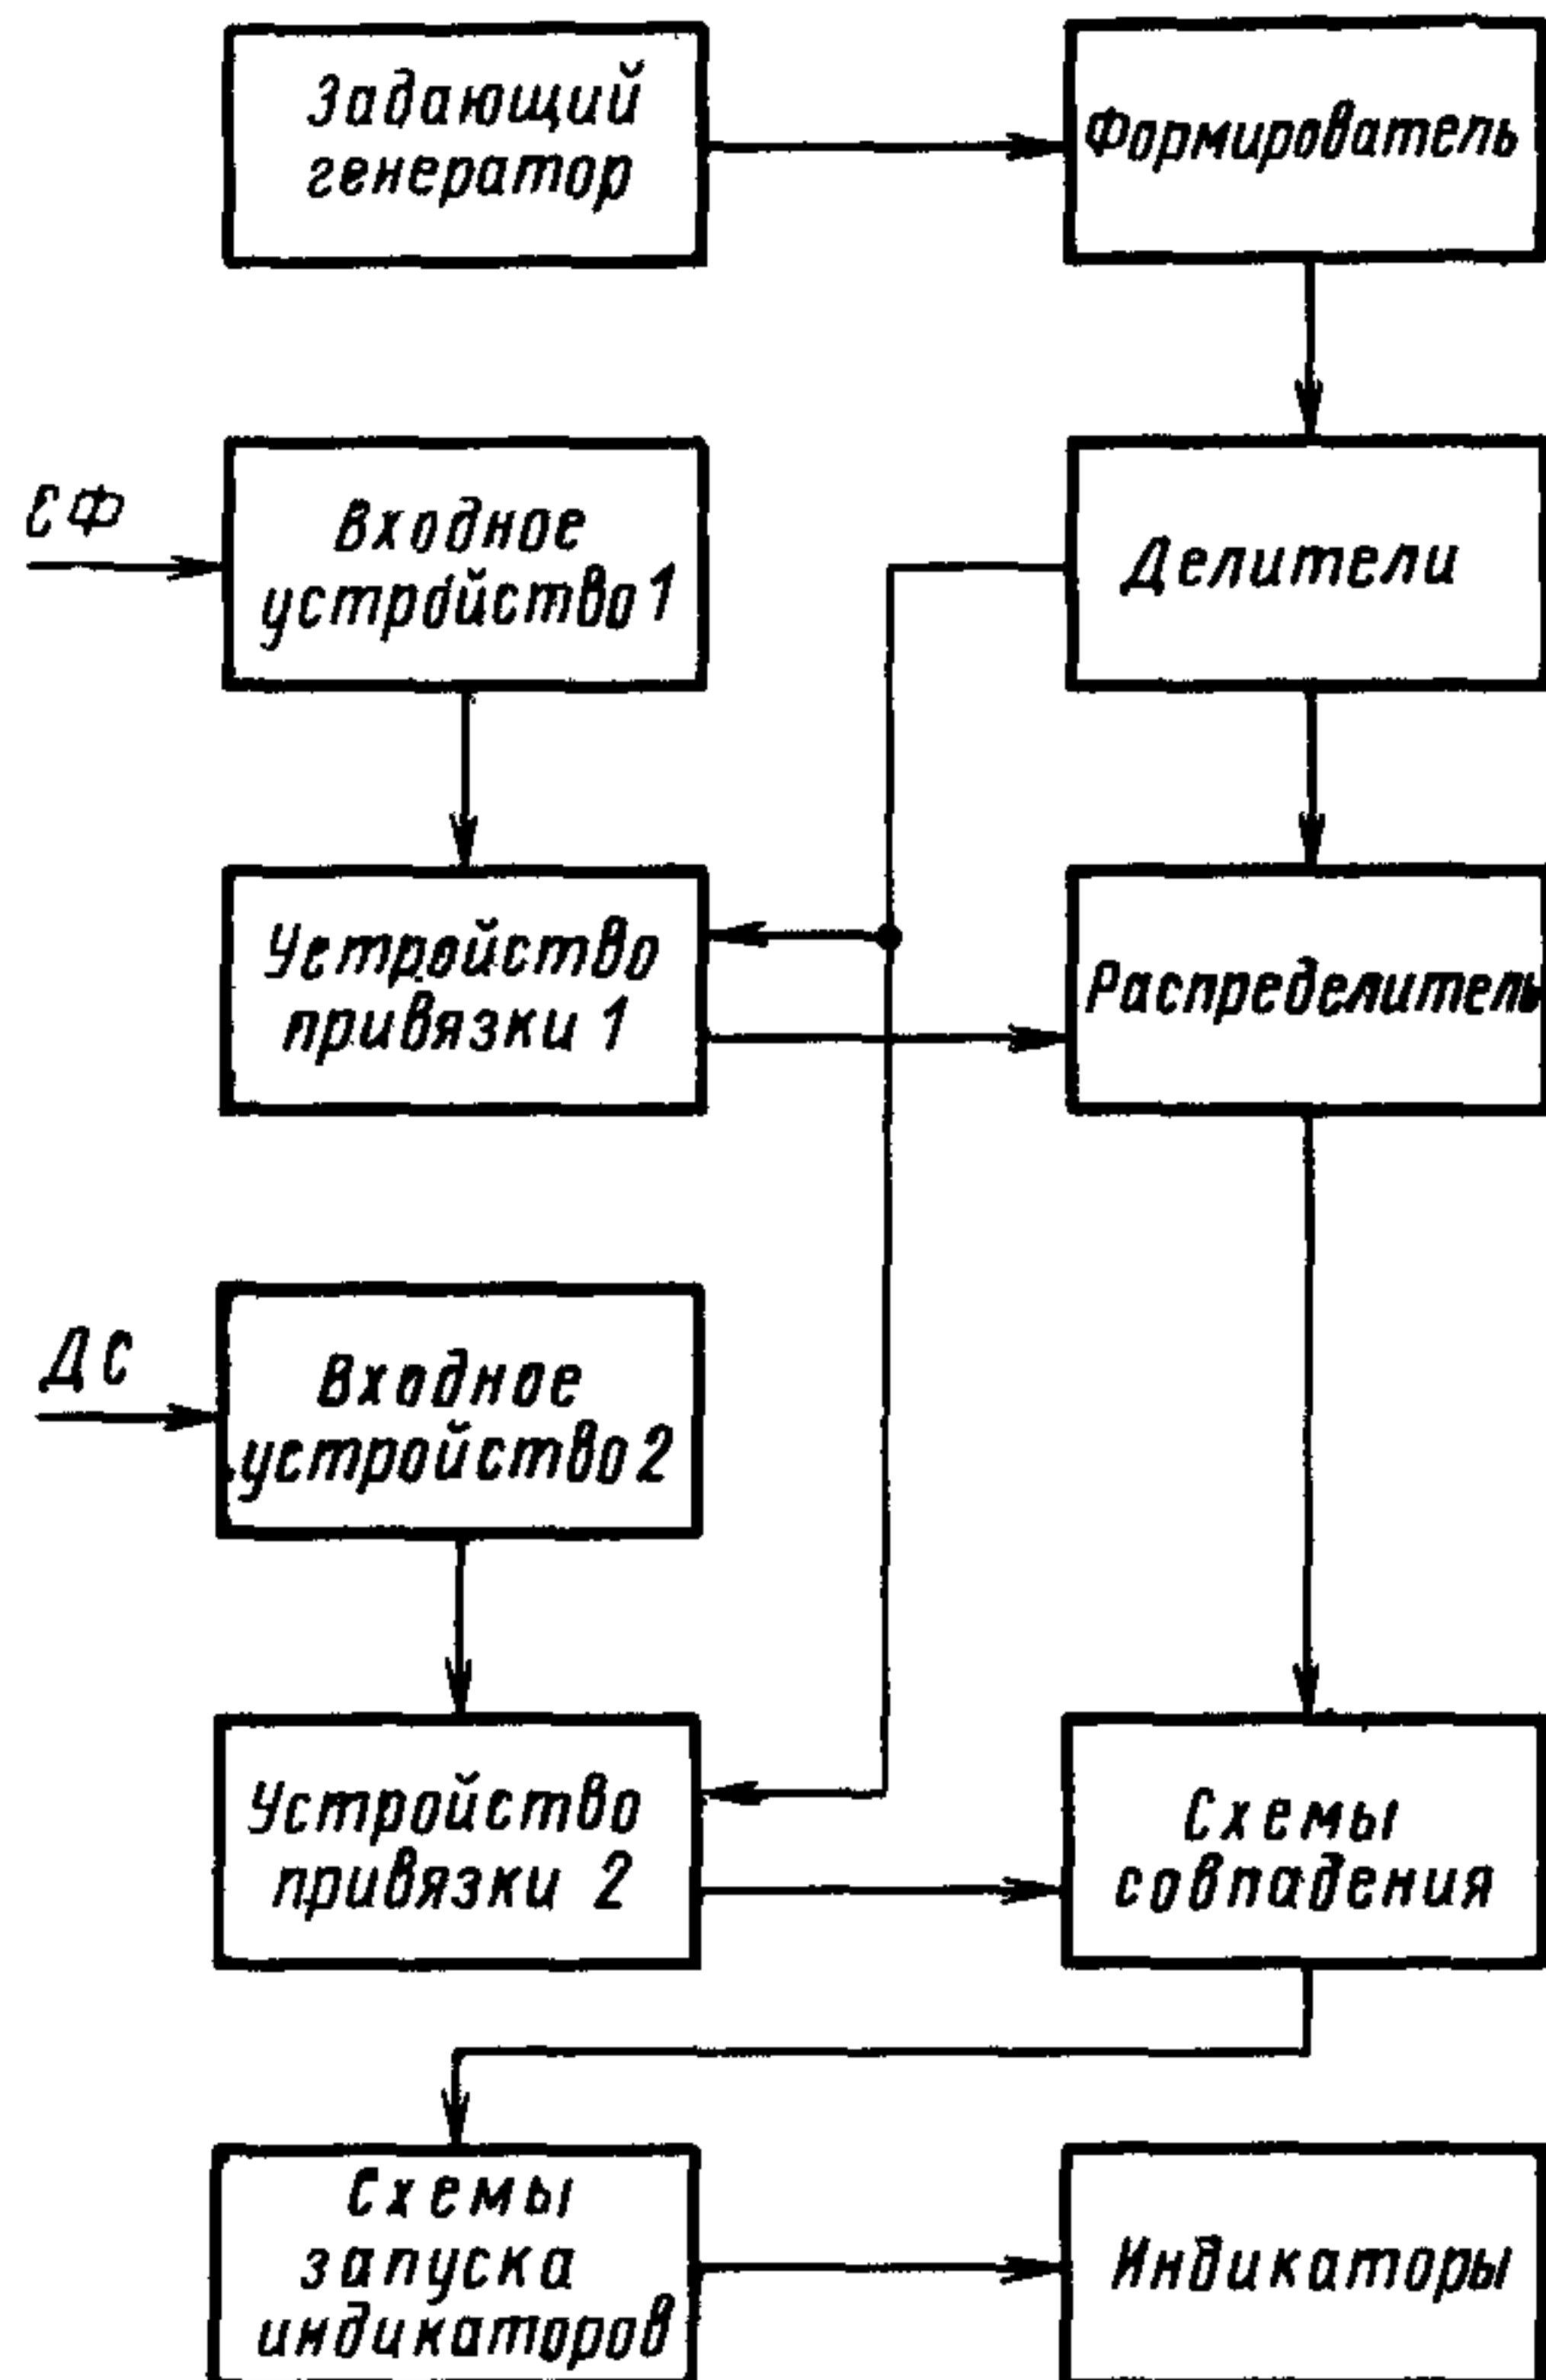 Задающий
генератор
Формирователь
СФ
Входное
устройство 1
Делители
Устройство
привязки 1
Распределитель
ДС
Входное
устройство 2
Устройство
привязки 2
Схемы
совпадения
Схемы
запуска
индикаторов
Индикаторы